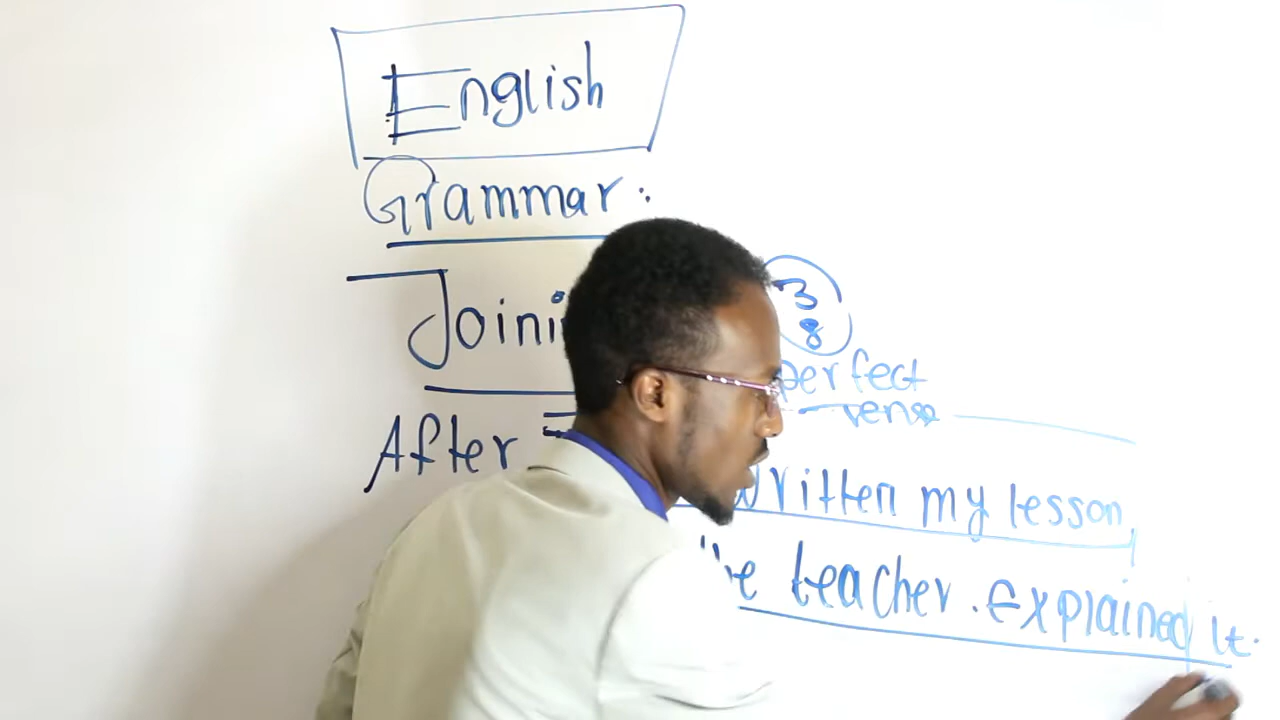 English
Grammar:
Joini
3
8
perfect
tense
After
written my lesson,
the teacher. Explained it.